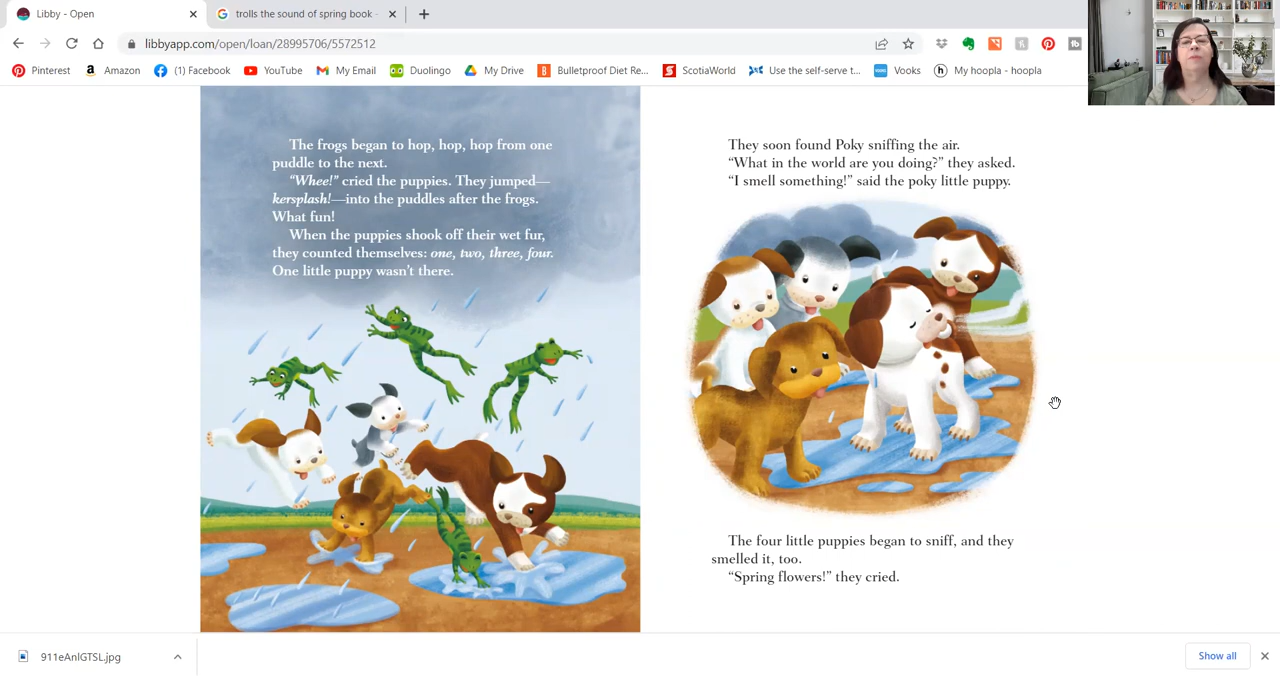 Libby - Open
trolls the sound of spring book -
libbyapp.com/open/loan/28995706/5572512
Pinterest
Amazon
(1) Facebook
YouTube
My Email
Duolingo
My Drive
Bulletproof Diet Re...
ScotiaWorld
Use the self-serve t...
Vooks
My hoopla - hoopla
The frogs began to hop, hop, hop from one
puddle to the next.
“Whee!” cried the puppies. They jumped—
kersplash!—into the puddles after the frogs.
What fun!
When the puppies shook off their wet fur,
they counted themselves: one, two, three, four.
One little puppy wasn’t there.
They soon found Poky sniffing the air.
“What in the world are you doing?” they asked.
“I smell something!” said the poky little puppy.
The four little puppies began to sniff, and they
smelled it, too.
“Spring flowers!” they cried.
911eAnlGTSL.jpg
Show all